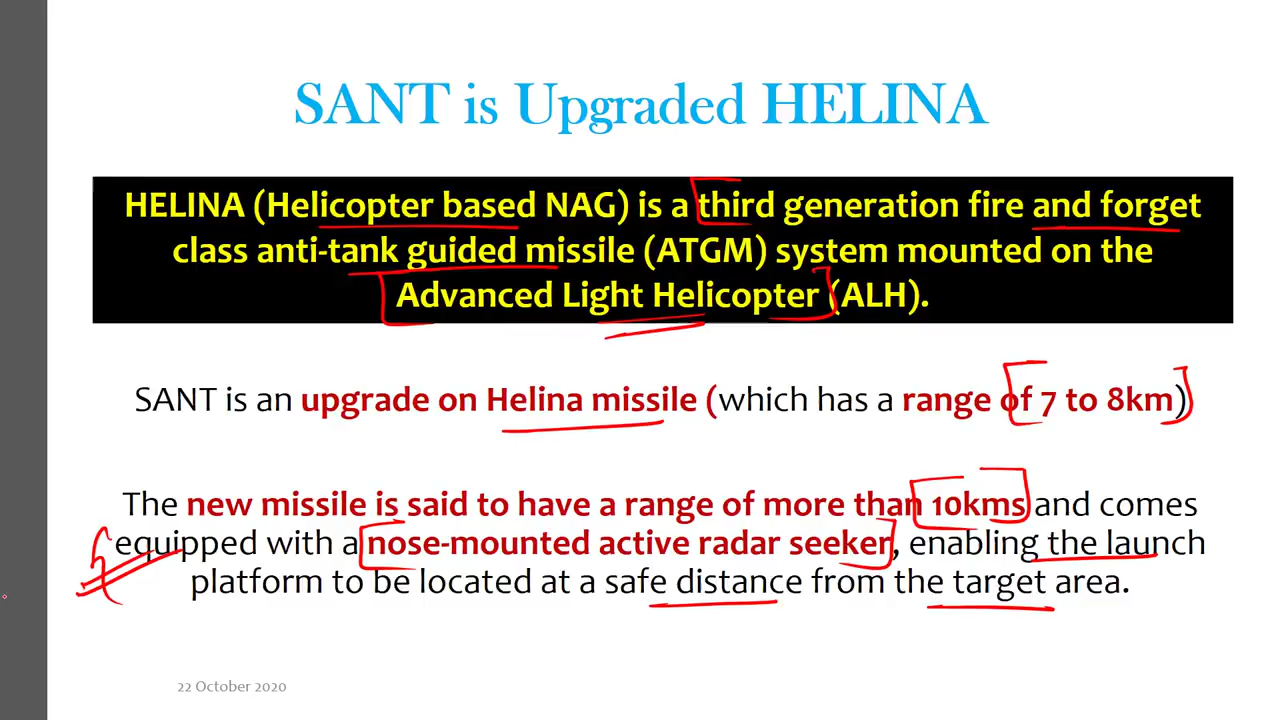 SANT is Upgraded HELINA
HELINA (Helicopter based NAG) is a third generation fire and forget
class anti-tank guided missile (ATGM) system mounted on the
Advanced Light Helicopter (ALH).
SANT is an upgrade on Helina missile (which has a range of 7 to 8km)
The new missile is said to have a range of more than 10kms and comes
equipped with a nose-mounted active radar seeker, enabling the launch
platform to be located at a safe distance from the target area.
22 October 2020